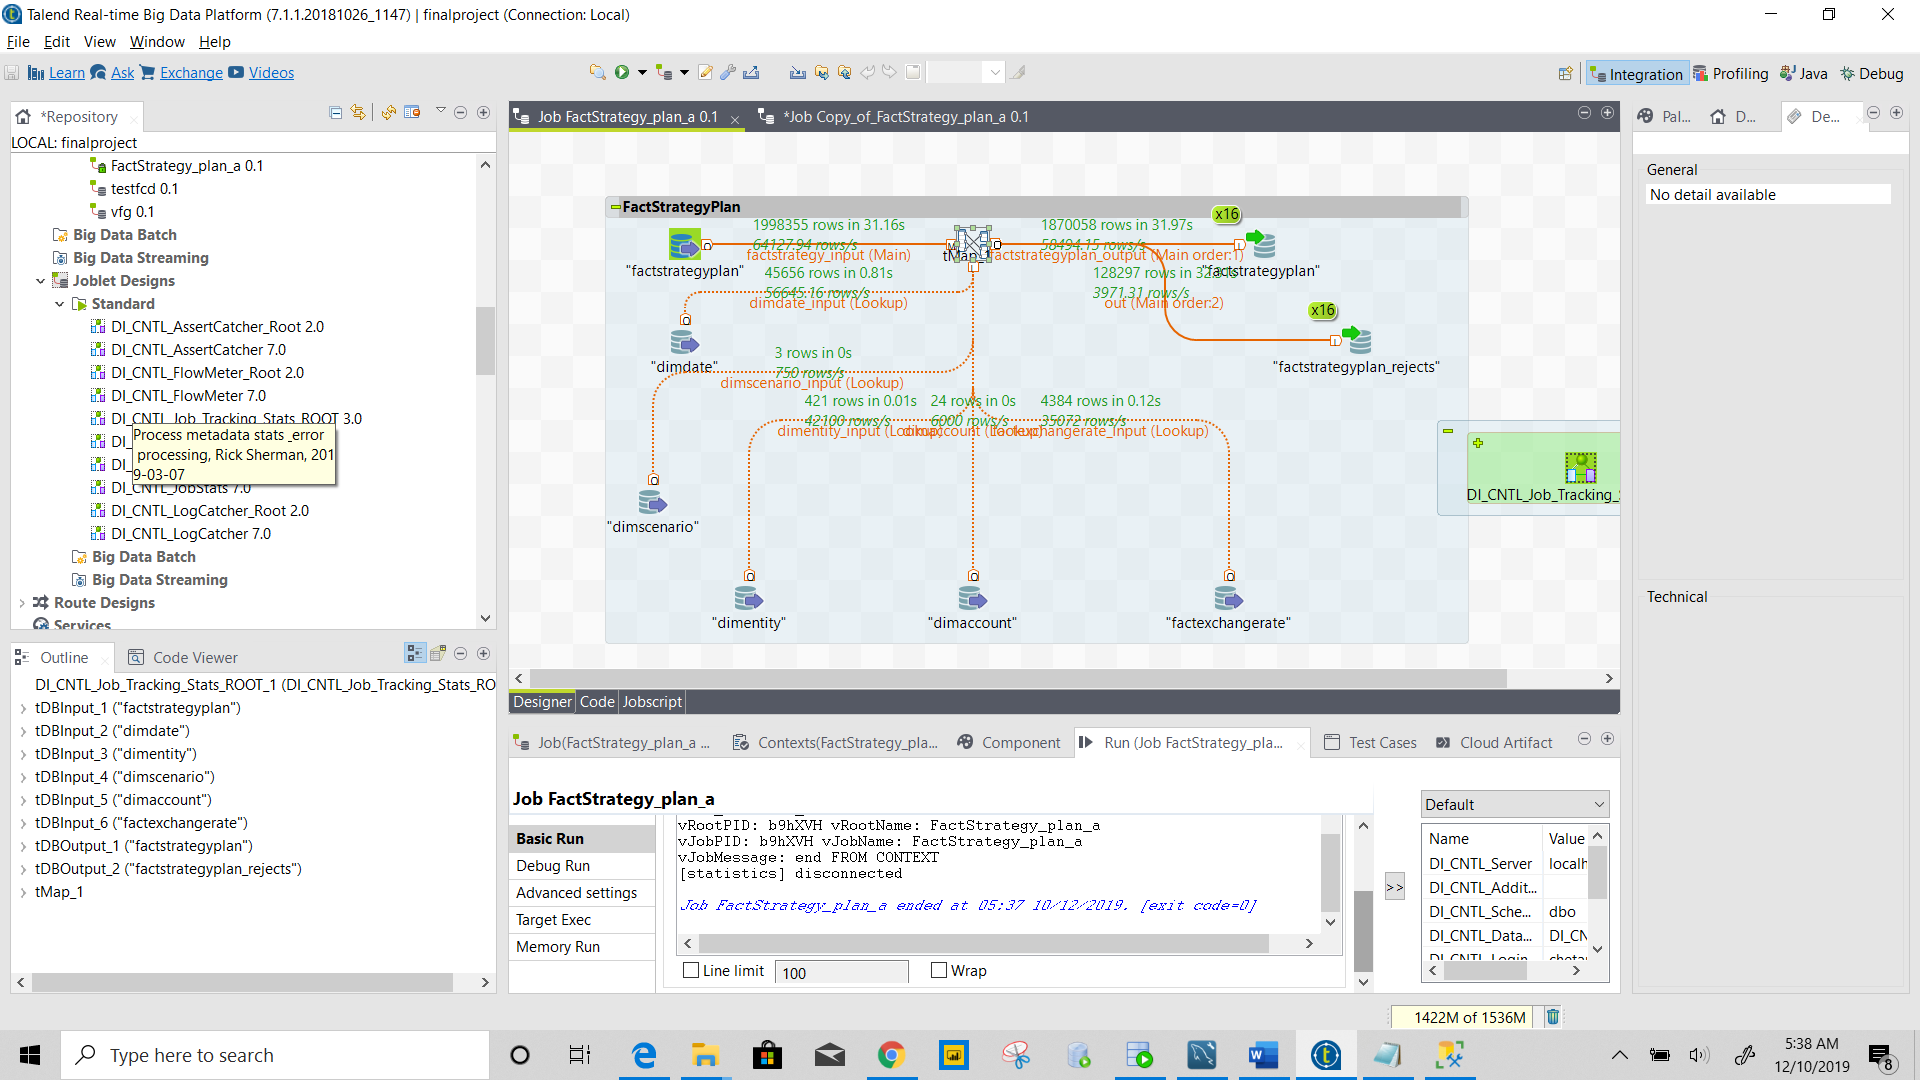 Talend Real-time Big Data Platform (7.1.1.20181026_1147) | finalproject (Connection: Local)
File Edit View Window Help
Learn Ask Exchange Videos
Integration Profiling Java Debug
*Repository
LOCAL: finalproject
FactStrategy_plan_a 0.1
testfcd 0.1
vfg 0.1
Big Data Batch
Big Data Streaming
Joblet Designs
Standard
DI_CNTL_AssertCatcher_Root 2.0
DI_CNTL_AssertCatcher 7.0
DI_CNTL_FlowMeter_Root 2.0
DI_CNTL_FlowMeter 7.0
DI_CNTL_Job_Tracking_Stats_ROOT 3.0
DI_
DI_
Process metadata stats _error
processing, Rick Sherman, 201
9-03-07
DI_CNTL_JobStats 7.0
DI_CNTL_LogCatcher_Root 2.0
DI_CNTL_LogCatcher 7.0
Big Data Batch
Big Data Streaming
Route Designs
Services
Outline Code Viewer
DI_CNTL_Job_Tracking_Stats_ROOT_1 (DI_CNTL_Job_Tracking_Stats_RO
tDBInput_1 ("factstrategyplan")
tDBInput_2 ("dimdate")
tDBInput_3 ("dimentity")
tDBInput_4 ("dimscenario")
tDBInput_5 ("dimaccount")
tDBInput_6 ("factexchangerate")
tDBOutput_1 ("factstrategyplan")
tDBOutput_2 ("factstrategyplan_rejects")
tMap_1
Job FactStrategy_plan_a 0.1 *Job Copy_of_FactStrategy_plan_a 0.1
FactStrategyPlan
1998355 rows in 31.16s
64127.94 rows/s
factstrategy_input (Main)
"factstrategyplan"
tMap_1
1870058 rows in 31.97s
58494.15 rows/s
factstrategyplan_output (Main order:1)
x16
"factstrategyplan"
45656 rows in 0.81s
56645.16 rows/s
dimdate_input (Lookup)
"dimdate"
128297 rows in
3971.31 rows/s
out (Main order:2)
x16
"factstrategyplan_rejects"
3 rows in 0s
750 rows/s
dimscenario_input (Lookup)
"dimscenario"
421 rows in 0.01s 24 rows in 0s 4384 rows in 0.12s
42100 rows/s 6000 rows/s 35072 rows/s
"dimentity"
"dimaccount"
"factexchangerate"
DI_CNTL_Job_Tracking_
Designer Code Jobscript
Job(FactStrategy_plan_a ... Contexts(FactStrategy_pla... Component Run (Job FactStrategy_pla... Test Cases Cloud Artifact
Job FactStrategy_plan_a
Basic Run
Debug Run
Advanced settings
Target Exec
Memory Run
vRootPID: b9hXVH vRootName: FactStrategy_plan_a
vJobPID: b9hXVH vJobName: FactStrategy_plan_a
vJobMessage: end FROM CONTEXT
[statistics] disconnected
Job FactStrategy_plan_a ended at 05:37 10/12/2019. [exit code=0]
Line limit 100 Wrap
>>
Default
Name Value
DI_CNTL_Server localh
DI_CNTL_Addit...
DI_CNTL_Sche... dbo
DI_CNTL_Data... DI_CN
DI_CNTL_Login chetan
Pal... D... De...
General
No detail available
Technical
1422M of 1536M
Type here to search
5:38 AM
12/10/2019
8